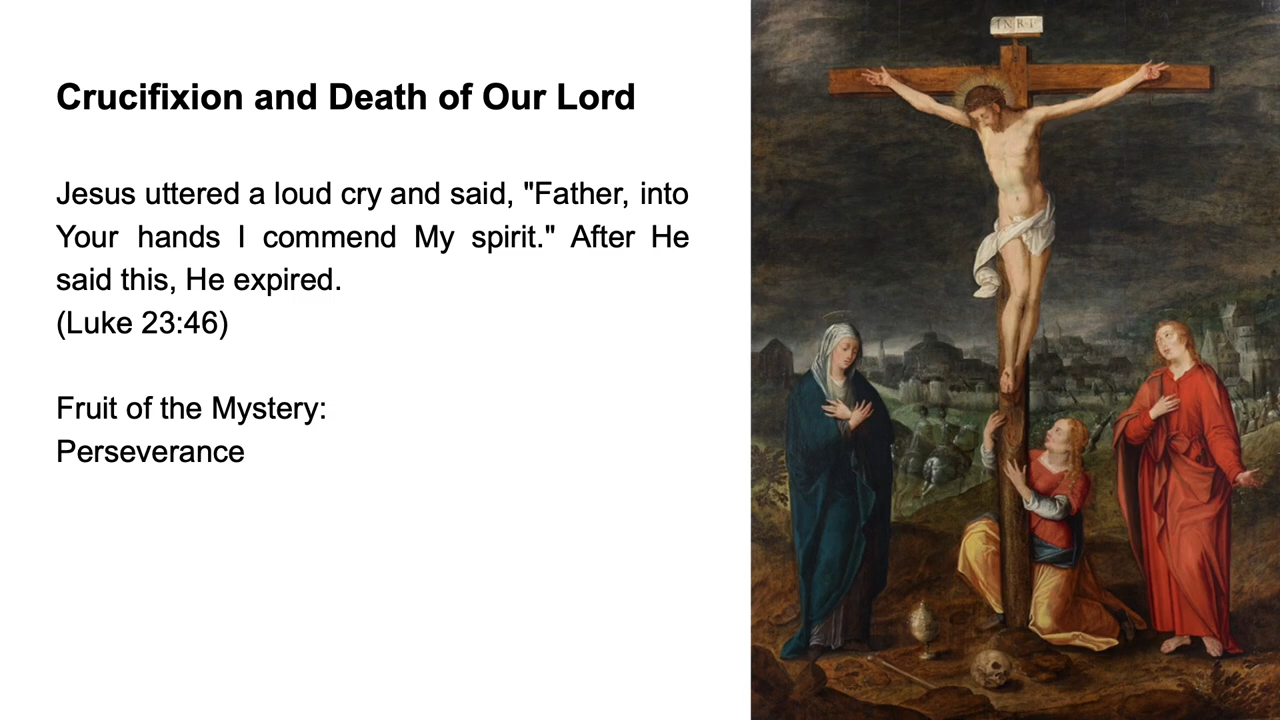 Crucifixion and Death of Our Lord
Jesus uttered a loud cry and said, "Father, into
Your hands I commend My spirit." After He
said this, He expired.
(Luke 23:46)
Fruit of the Mystery:
Perseverance
INRI